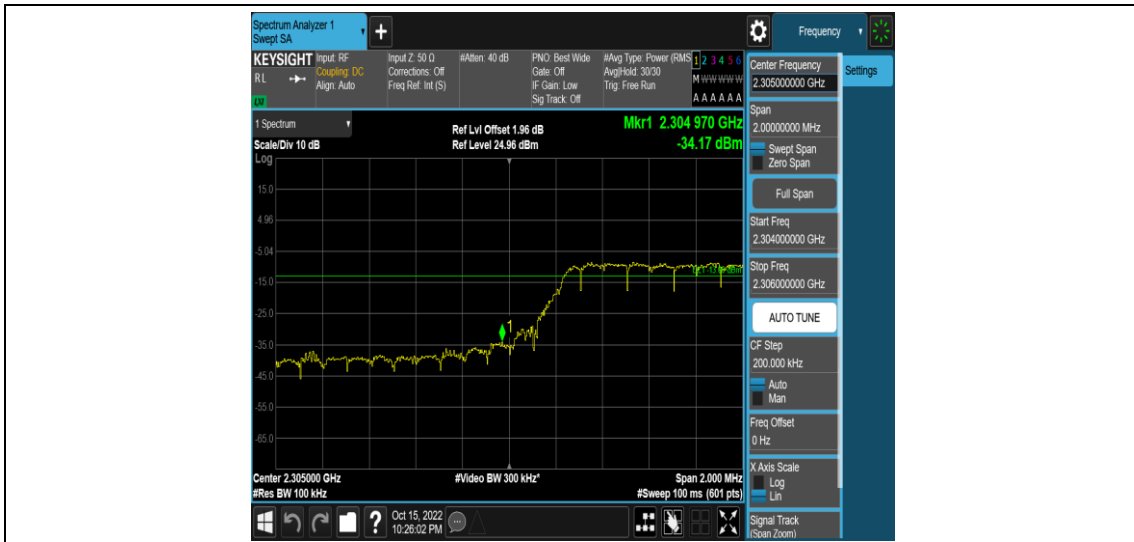 Spectrum Analyzer 1
Swept SA
+
Frequency
KEYSIGHT
RL
LXI
Input: RF
Coupling: DC
Align: Auto
Input Z: 50 Ω
Corrections: Off
Freq Ref: Int (S)
#Atten: 40 dB
PNO: Best Wide
Gate: Off
IF Gain: Low
Sig Track: Off
#Avg Type: Power (RMS
Avg|Hold: 30/30
Trig: Free Run
1 2 3 4 5 6
M W W W W W
A A A A A A
Center Frequency
2.305000000 GHz
Settings
Span
2.00000000 MHz
Swept Span
Zero Span
Full Span
Start Freq
2.304000000 GHz
Stop Freq
2.306000000 GHz
AUTO TUNE
CF Step
200.000 kHz
Auto
Man
Freq Offset
0 Hz
X Axis Scale
Log
Lin
Signal Track
(Span Zoom)
1 Spectrum
Scale/Div 10 dB
Log
Ref Lvl Offset 1.96 dB
Ref Level 24.96 dBm
Mkr1 2.304 970 GHz
-34.17 dBm
15.0
4.96
-5.04
-15.0
-25.0
-35.0
-45.0
-55.0
-65.0
1
Center 2.305000 GHz
#Res BW 100 kHz
#Video BW 300 kHz*
Span 2.000 MHz
#Sweep 100 ms (601 pts)
?
Oct 15, 2022
10:26:02 PM